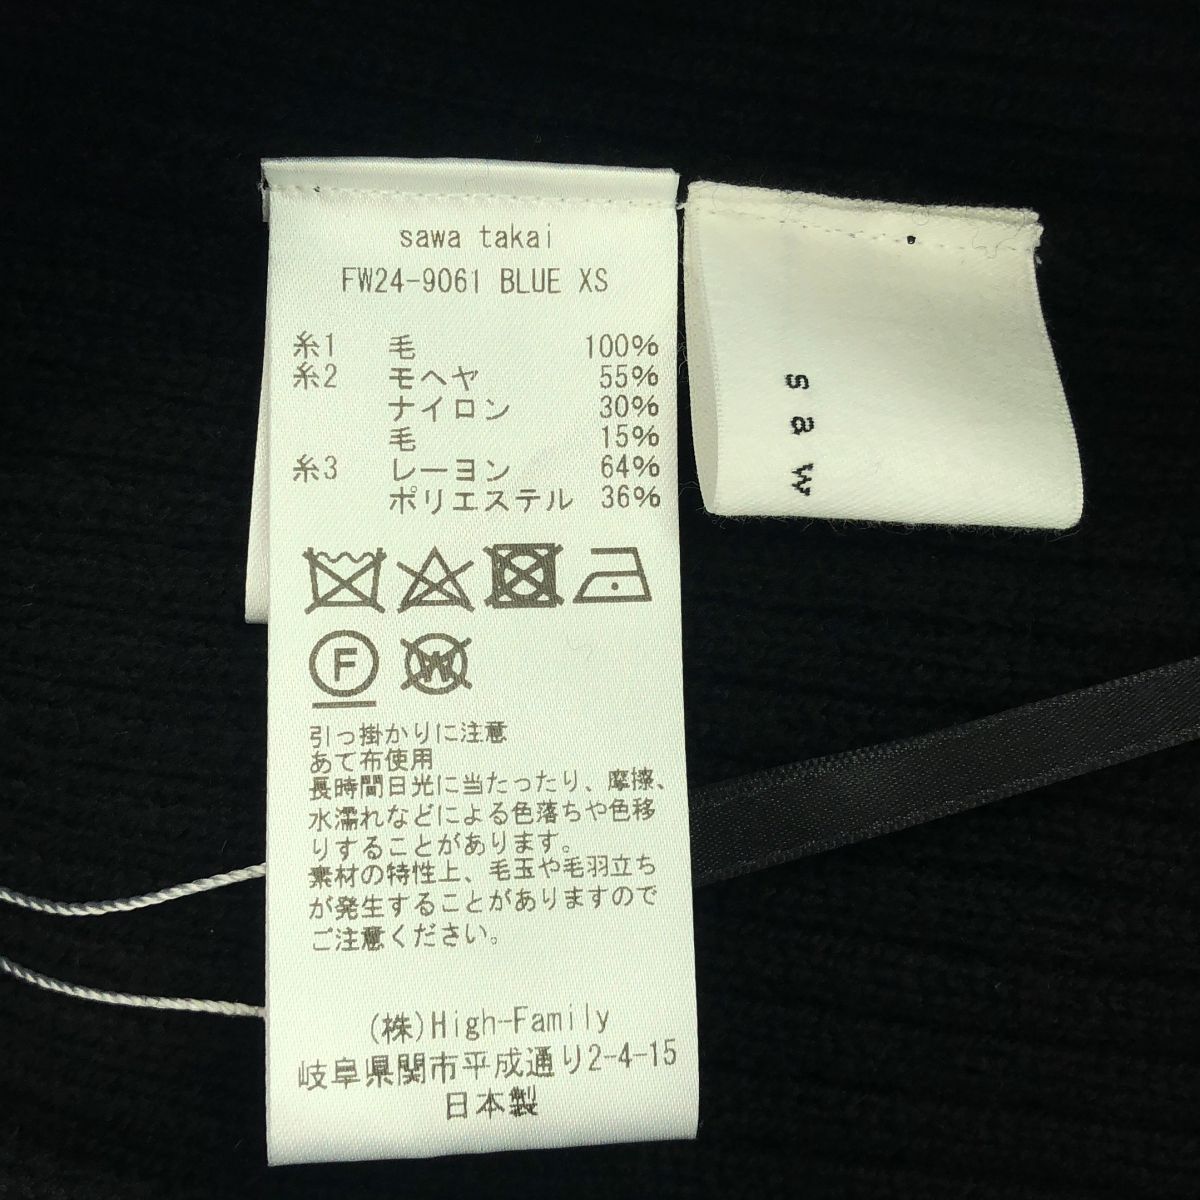 sawa takai
FW24-9061 BLUE XS
糸1 毛 100%
糸2 モヘヤ 55%
ナイロン 30%
毛 15%
糸3 レーヨン 64%
ポリエステル 36%
F
W
引っ掛かりに注意
あて布使用
長時間日光に当たったり、摩擦、
水濡れなどによる色落ちや色移
りすることがあります。
素材の特性上、毛玉や毛羽立ち
が発生することがありますので
ご注意ください。
(株)High-Family
岐阜県関市平成通り2-4-15
日本製
saw